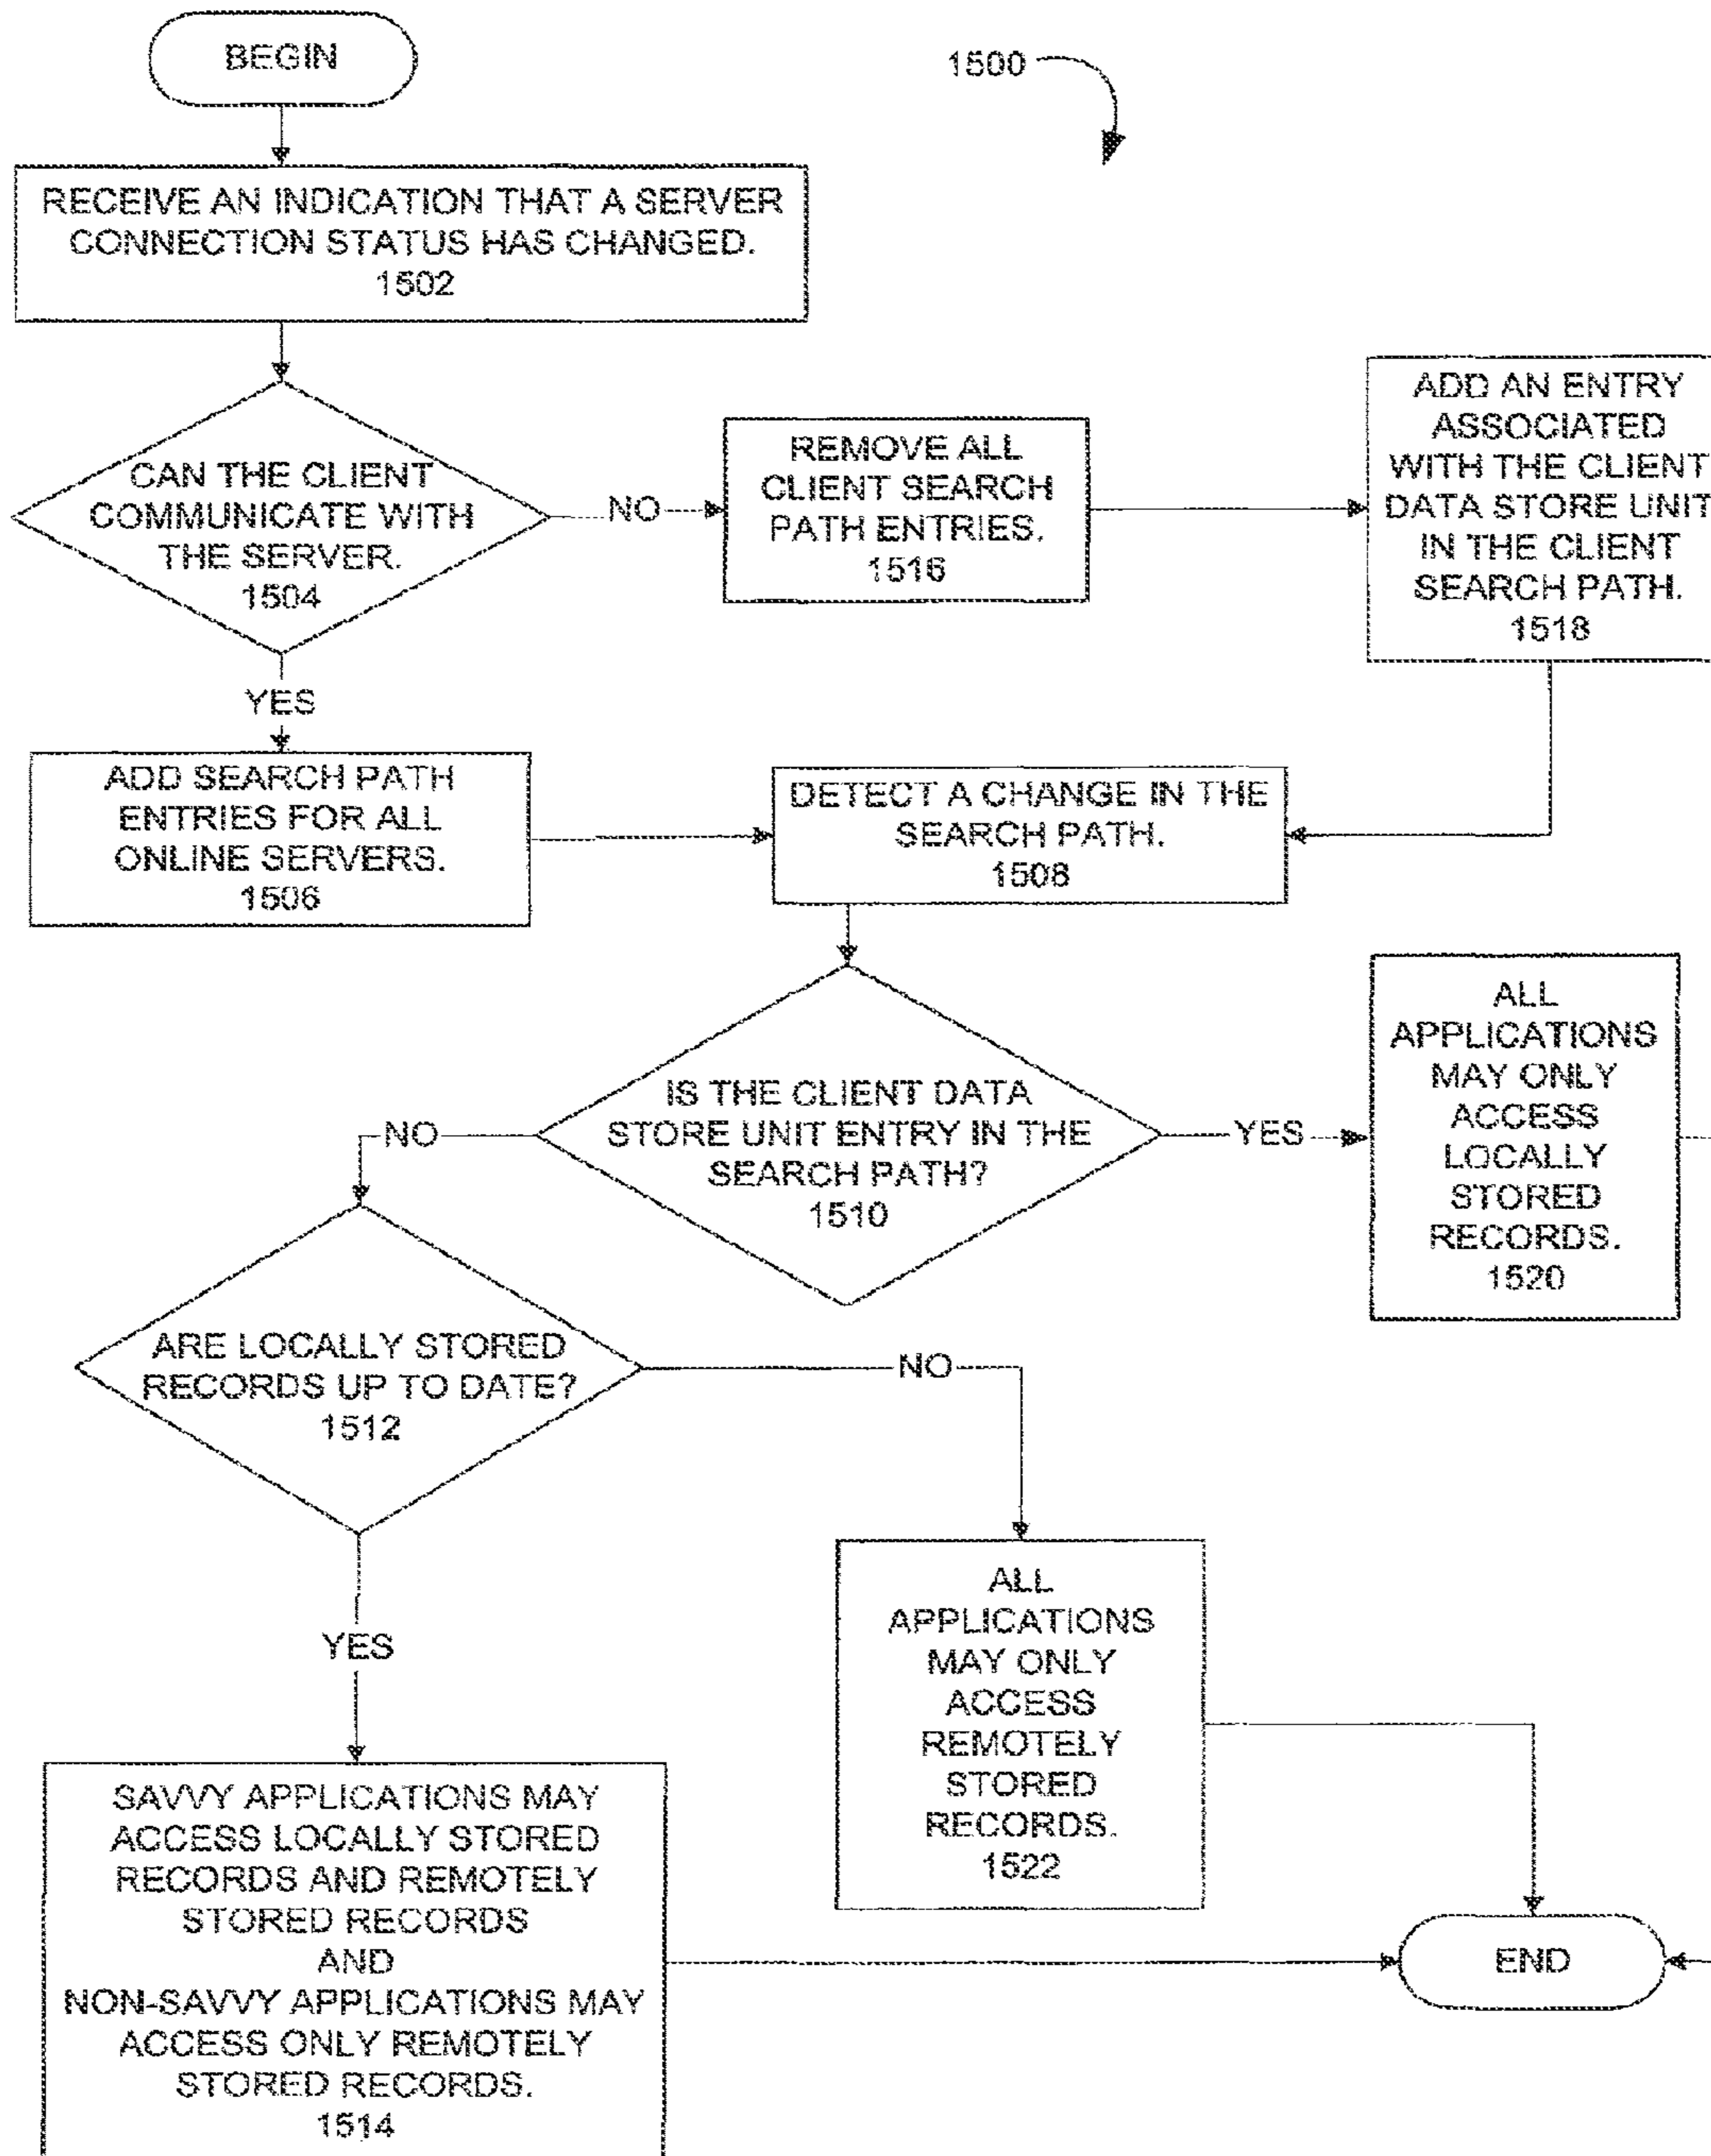 BEGIN
1500
RECEIVE AN INDICATION THAT A SERVER
CONNECTION STATUS HAS CHANGED.
1502
CAN THE CLIENT
COMMUNICATE WITH
THE SERVER.
1504
NO
REMOVE ALL
CLIENT SEARCH
PATH ENTRIES.
1516
ADD AN ENTRY
ASSOCIATED
WITH THE CLIENT
DATA STORE UNIT
IN THE CLIENT
SEARCH PATH.
1518
YES
ADD SEARCH PATH
ENTRIES FOR ALL
ONLINE SERVERS.
1506
DETECT A CHANGE IN THE
SEARCH PATH.
1508
IS THE CLIENT DATA
STORE UNIT ENTRY IN THE
SEARCH PATH?
1510
NO
YES
ALL
APPLICATIONS
MAY ONLY
ACCESS
LOCALLY
STORED
RECORDS.
1520
ARE LOCALLY STORED
RECORDS UP TO DATE?
1512
NO
YES
ALL
APPLICATIONS
MAY ONLY
ACCESS
REMOTELY
STORED
RECORDS.
1522
SAVVY APPLICATIONS MAY
ACCESS LOCALLY STORED
RECORDS AND REMOTELY
STORED RECORDS
AND
NON-SAVVY APPLICATIONS MAY
ACCESS ONLY REMOTELY
STORED RECORDS.
1514
END